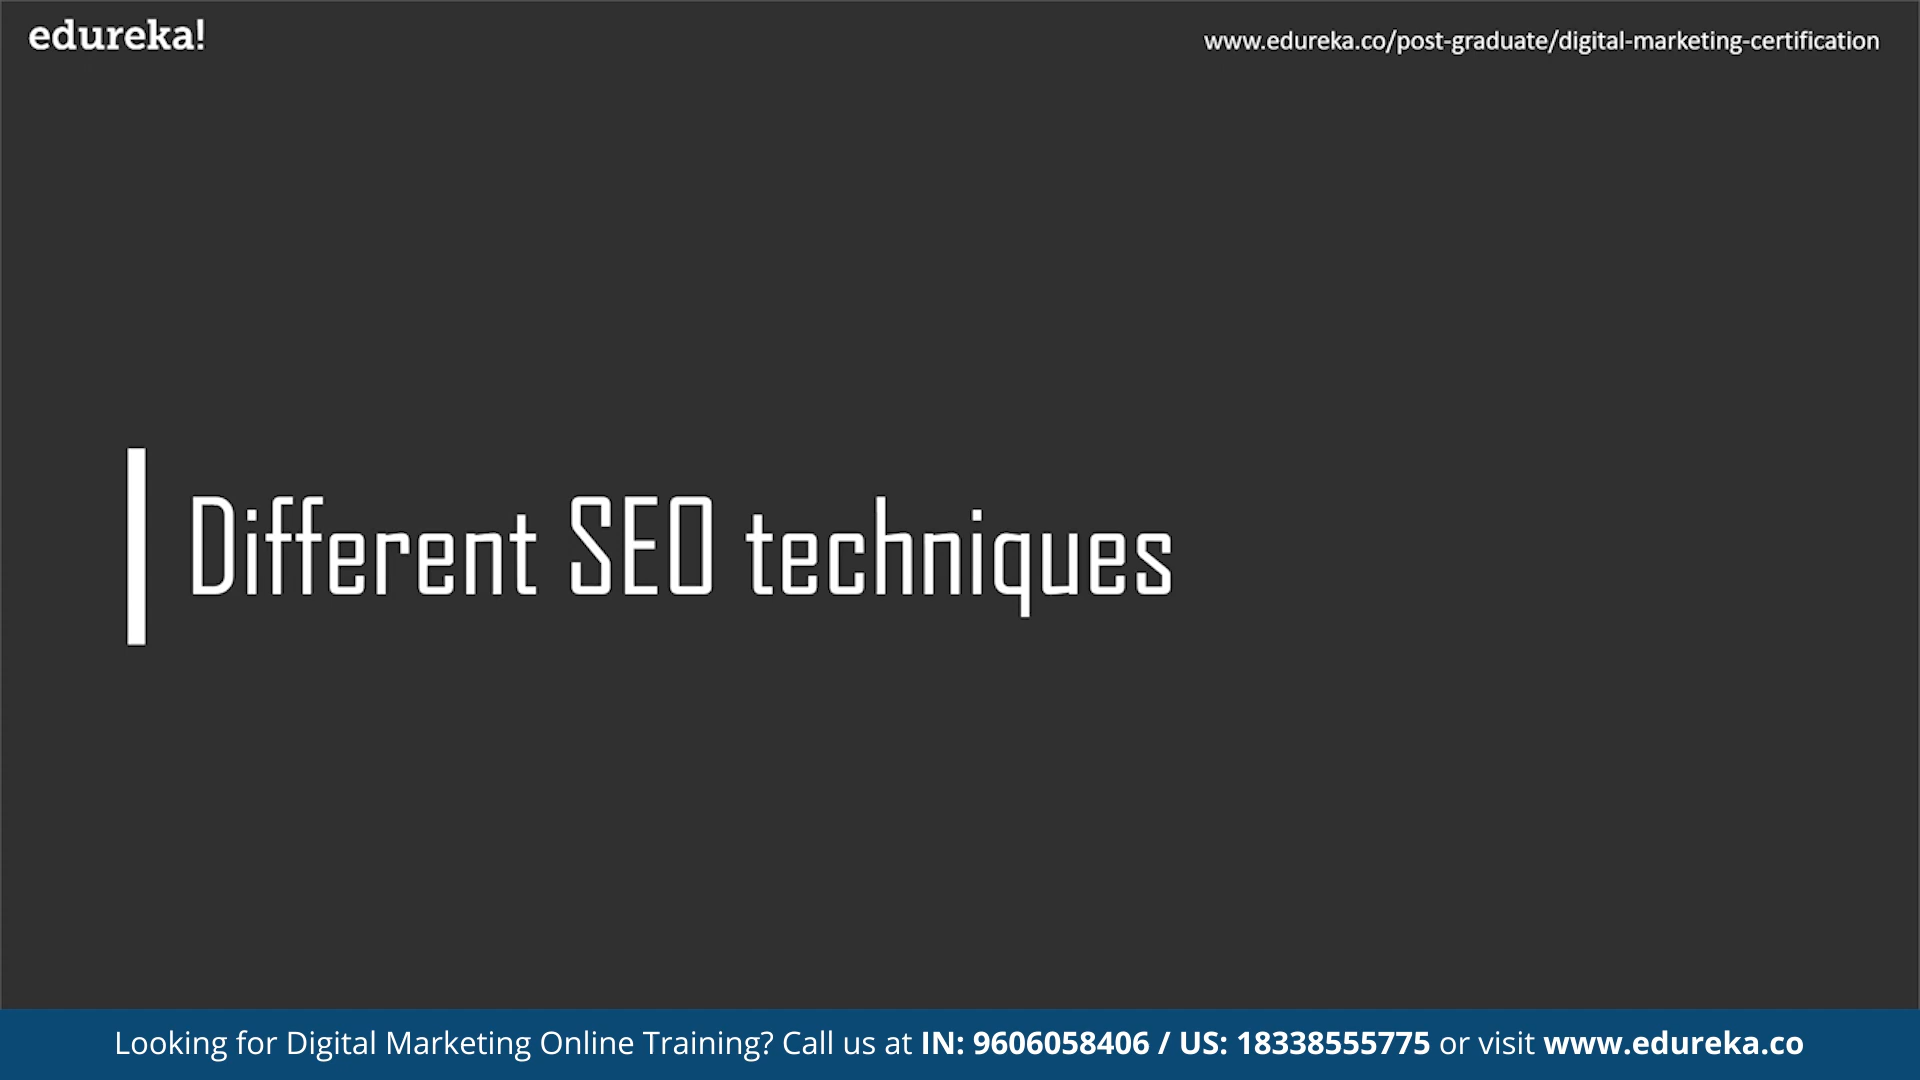 edureka!
www.edureka.co/post-graduate/digital-marketing-certification
Different SEO techniques
Looking for Digital Marketing Online Training? Call us at IN: 9606058406 / US: 18338555775 or visit www.edureka.co